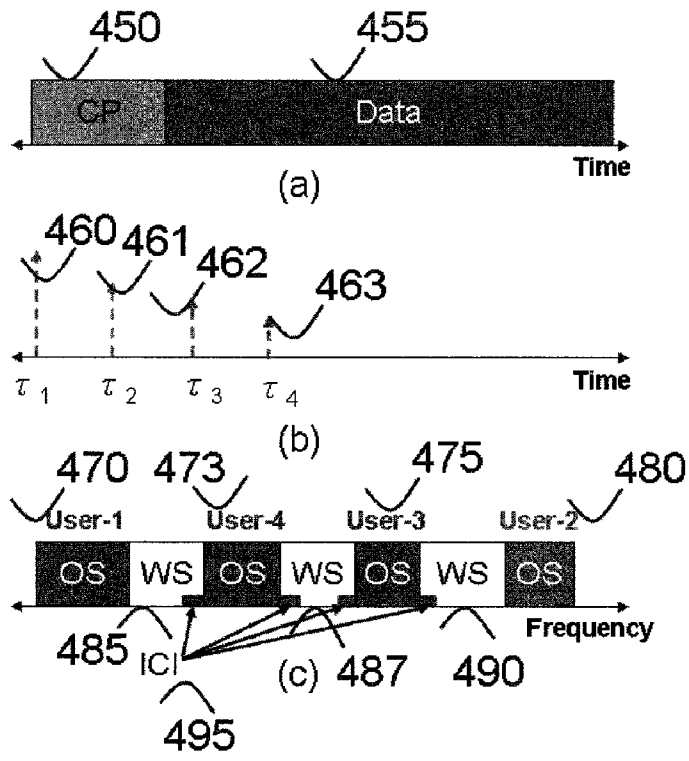 450 455
CP Data
Time
(a)
460 461 462 463
τ 1 τ 2 τ 3 τ 4
Time
(b)
470 473 475 480
User-1 User-4 User-3 User-2
OS WS OS WS OS WS OS
Frequency
485 ICI (c) 487 490
495